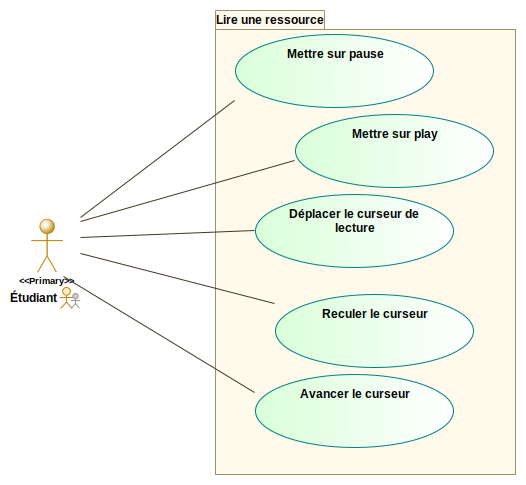 Lire une ressource
Mettre sur pause
Mettre sur play
Déplacer le curseur de
lecture
<<Primary>>
Étudiant
Reculer le curseur
Avancer le curseur